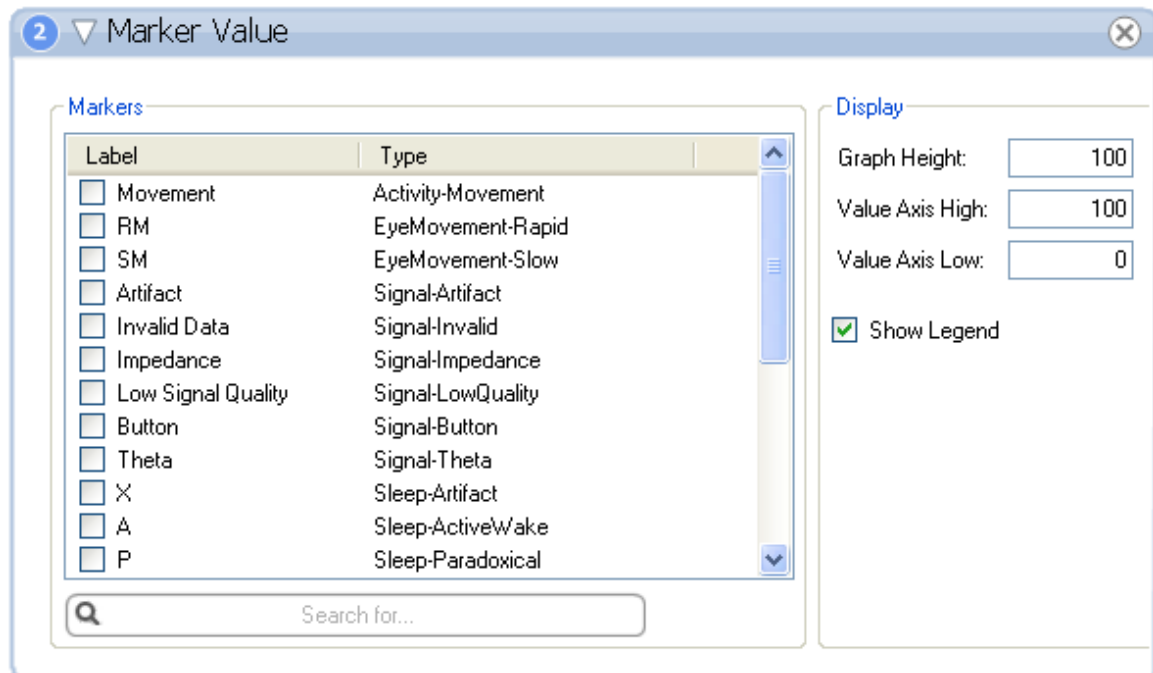 2 Marker Value
Markers
Label Type
Movement Activity-Movement
RM EyeMovement-Rapid
SM EyeMovement-Slow
Artifact Signal-Artifact
Invalid Data Signal-Invalid
Impedance Signal-Impedance
Low Signal Quality Signal-LowQuality
Button Signal-Button
Theta Signal-Theta
X Sleep-Artifact
A Sleep-ActiveWake
P Sleep-Paradoxical
Search for...
Display
Graph Height: 100
Value Axis High: 100
Value Axis Low: 0
Show Legend